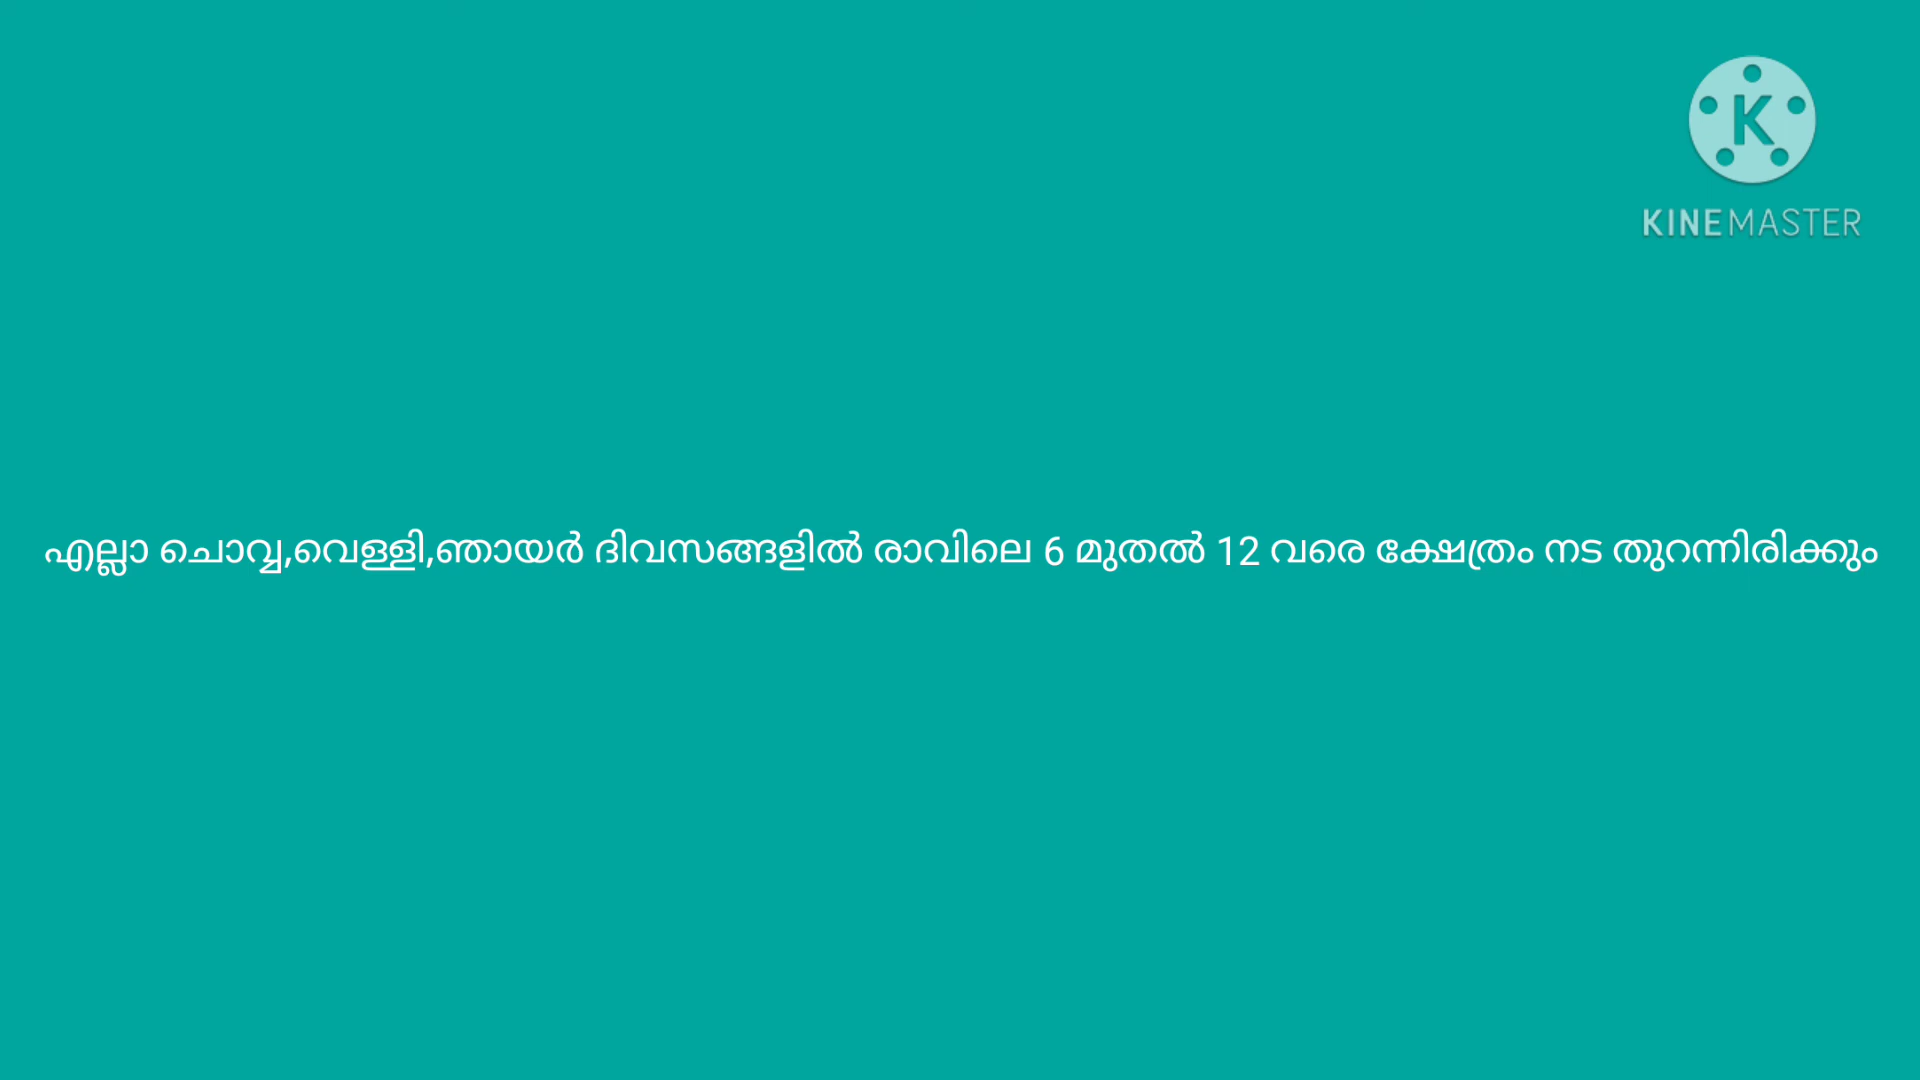 K
KINEMASTER
എല്ലാ ചൊവ്വ,വെള്ളി,ഞായർ ദിവസങ്ങളിൽ രാവിലെ 6 മുതൽ 12 വരെ ക്ഷേത്രം നട തുറന്നിരിക്കും